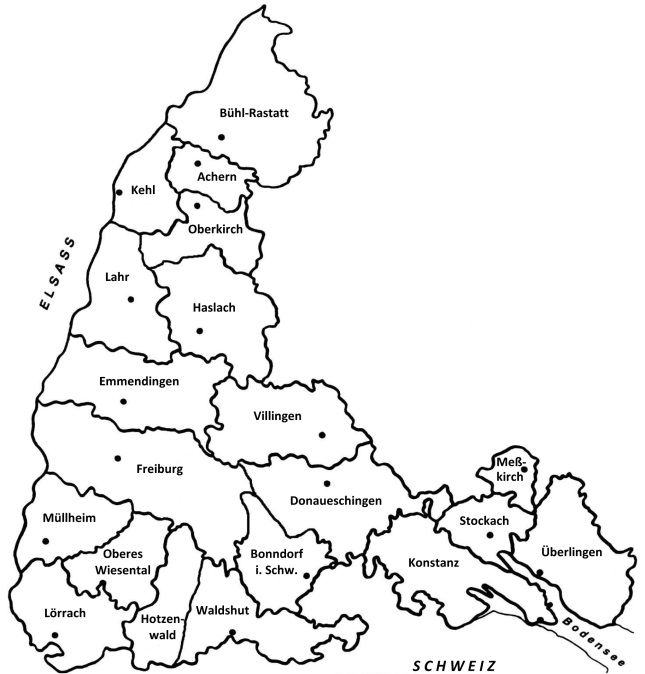 Bühl-Rastatt
Achern
Kehl
Oberkirch
ELSASS
Lahr
Haslach
Emmendingen
Villingen
Freiburg
Meß-
kirch
Donaueschingen
Müllheim
Stockach
Oberes
Wiesental
Bonndorf
i. Schw.
Konstanz
Überlingen
Lörrach
Hotzen-
wald
Waldshut
Bodensee
SCHWEIZ